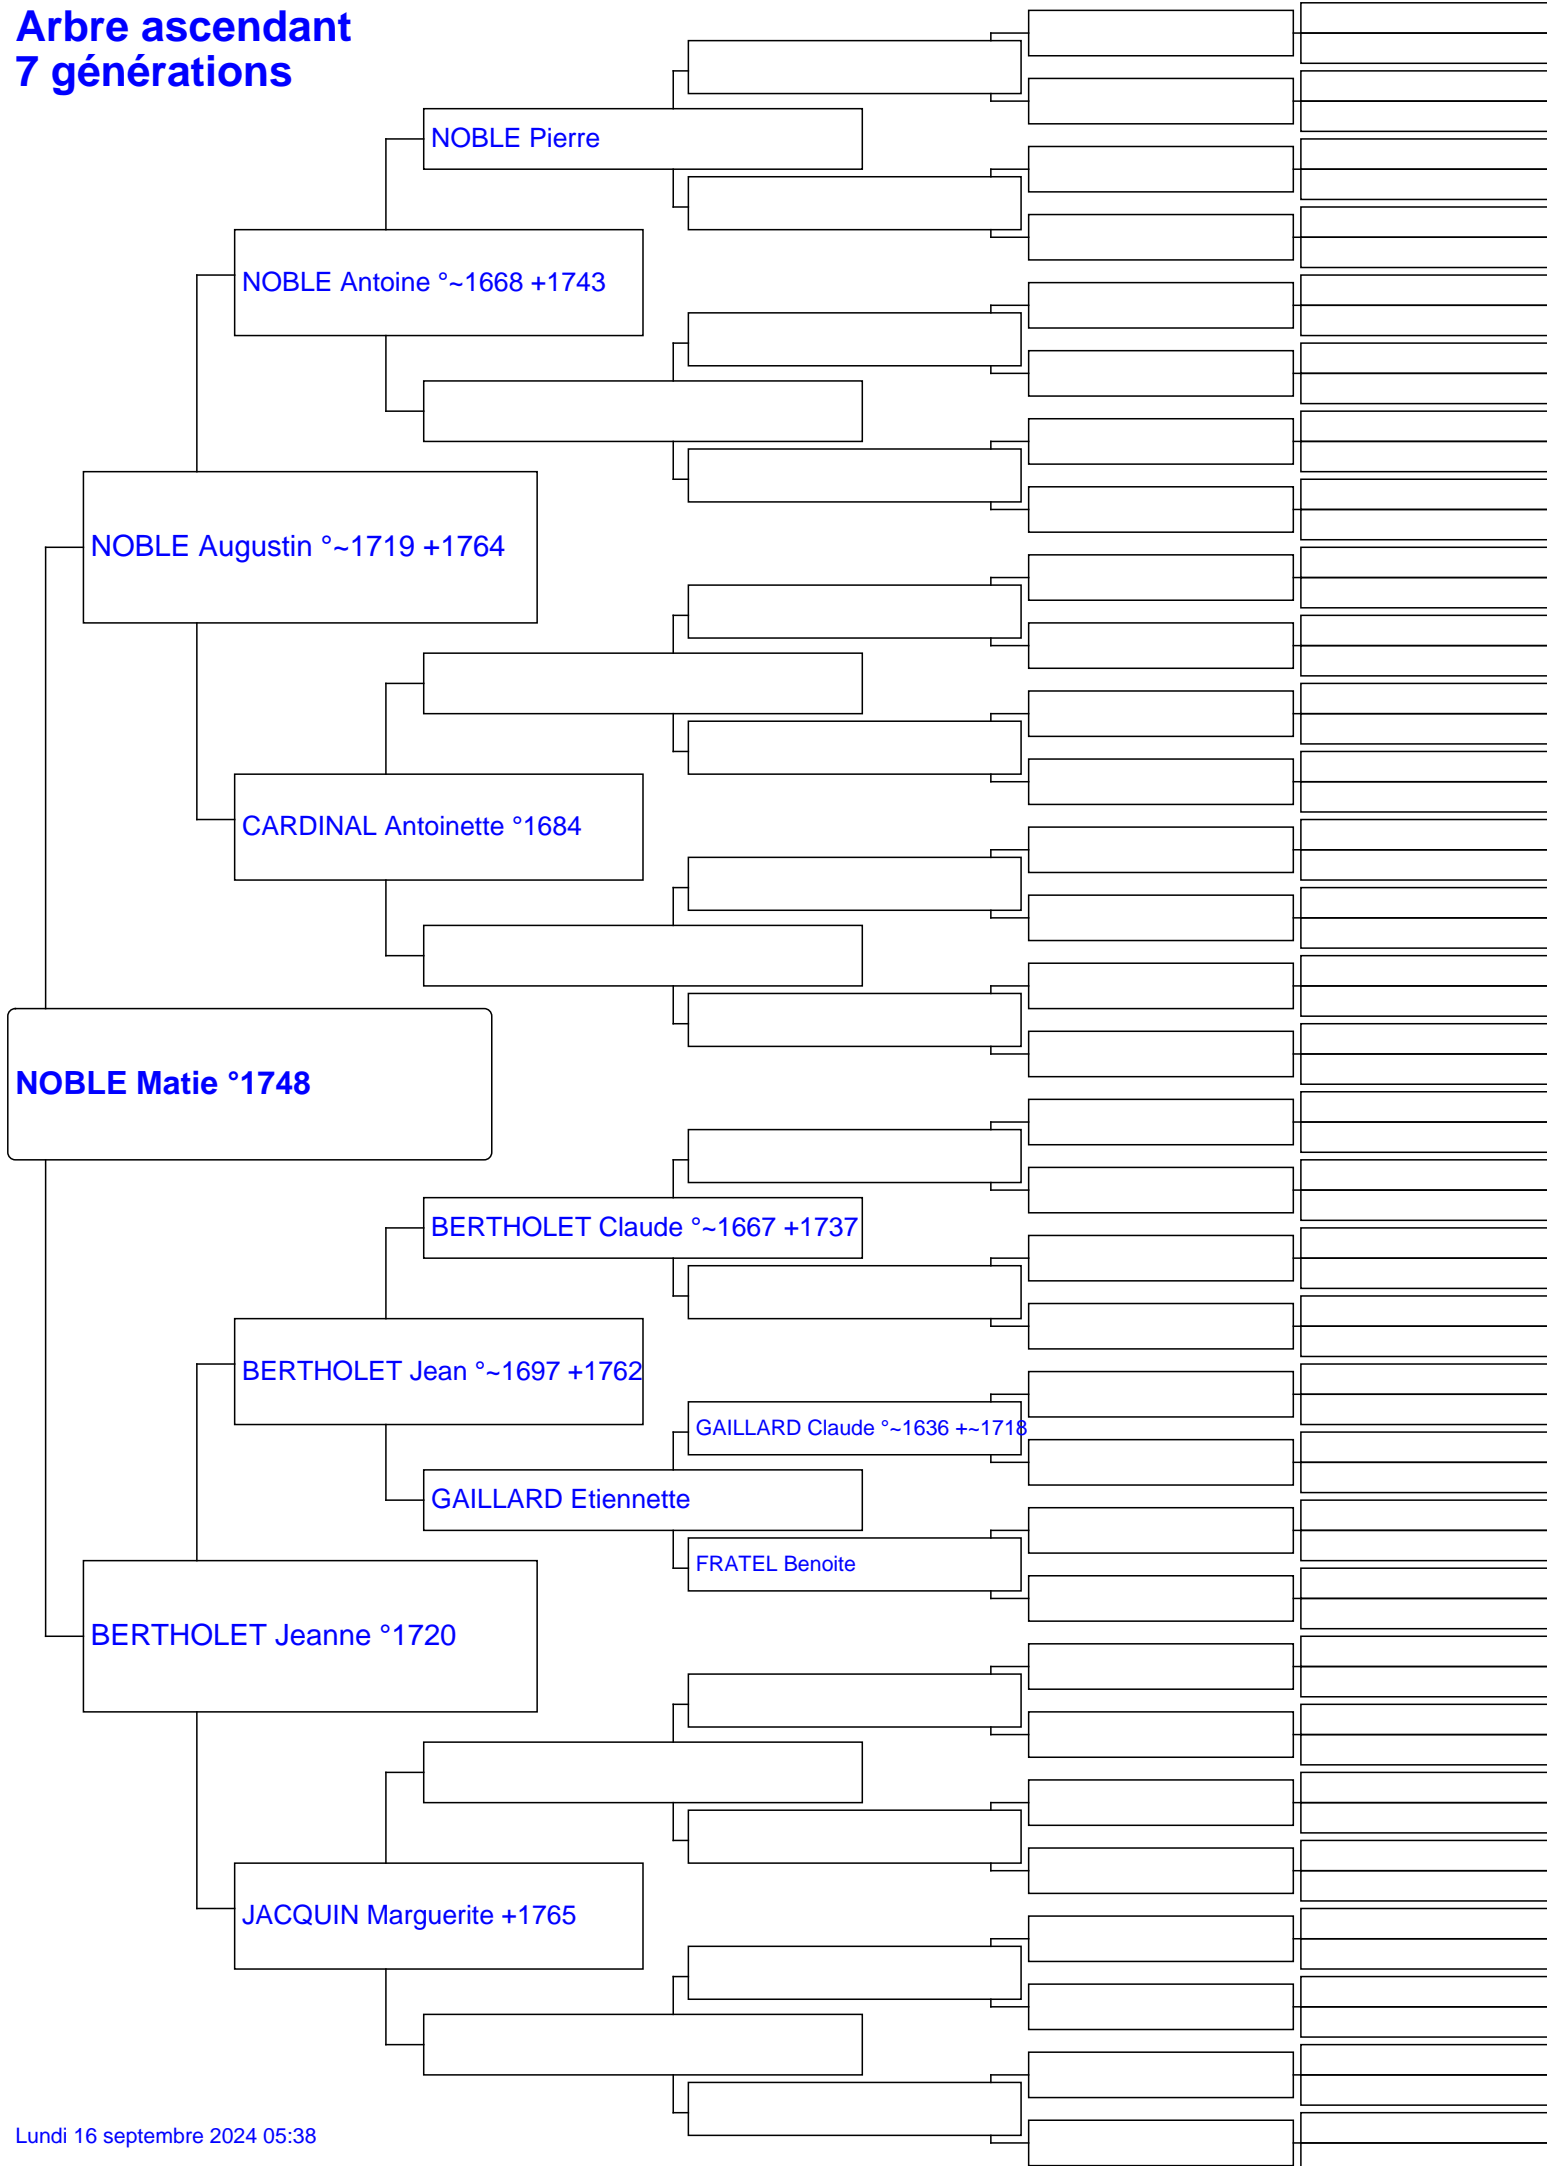 Arbre ascendant
7 générations
NOBLE Pierre
NOBLE Antoine °~1668 +1743
NOBLE Augustin °~1719 +1764
CARDINAL Antoinette °1684
NOBLE Matie °1748
BERTHOLET Claude °~1667 +1737
BERTHOLET Jean °~1697 +1762
GAILLARD Claude °~1636 +~1718
GAILLARD Etiennette
FRATEL Benoite
BERTHOLET Jeanne °1720
JACQUIN Marguerite +1765
Lundi 16 septembre 2024 05:38